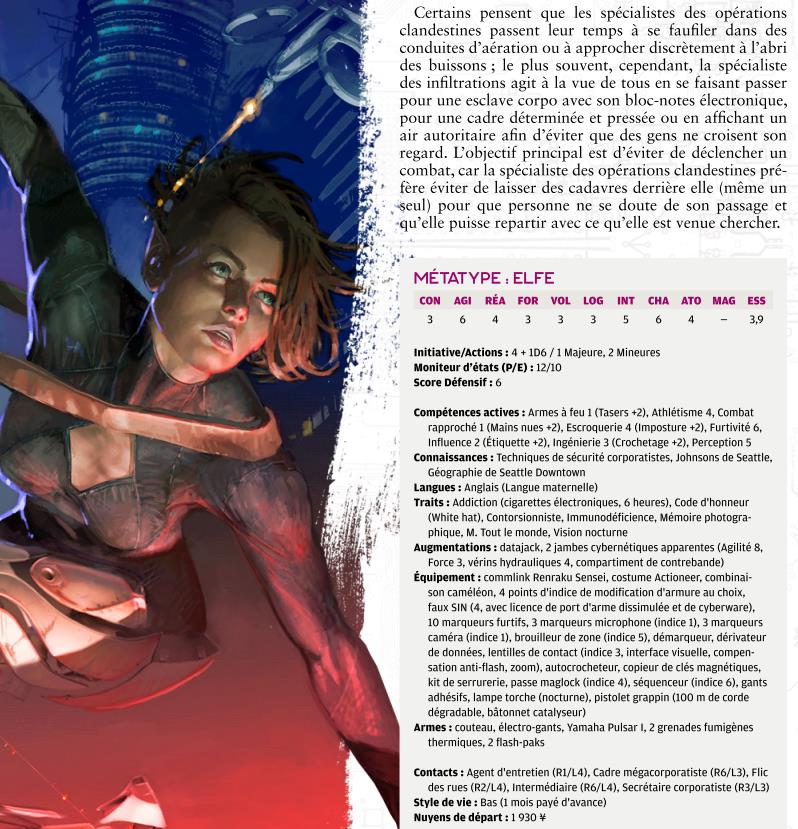 Certains pensent que les spécialistes des opérations
clandestines passent leur temps à se faufiler dans des
conduites d'aération ou à approcher discrètement à l'abri
des buissons ; le plus souvent, cependant, la spécialiste
des infiltrations agit à la vue de tous en se faisant passer
pour une esclave corpo avec son bloc-notes électronique,
pour une cadre déterminée et pressée ou en affichant un
air autoritaire afin d'éviter que des gens ne croisent son
regard. L'objectif principal est d'éviter de déclencher un
combat, car la spécialiste des opérations clandestines pré-
fère éviter de laisser des cadavres derrière elle (même un
seul) pour que personne ne se doute de son passage et
qu'elle puisse repartir avec ce qu'elle est venue chercher.
MÉTATYPE : ELFE
CON AGI RÉA FOR VOL LOG INT CHA ATO MAG ESS
3 6 4 3 3 3 5 6 4 – 3,9
Initiative/Actions : 4 + 1D6 / 1 Majeure, 2 Mineures
Moniteur d'états (P/E) : 12/10
Score Défensif : 6
Compétences actives : Armes à feu 1 (Tasers +2), Athlétisme 4, Combat
rapproché 1 (Mains nues +2), Escroquerie 4 (Imposture +2), Furtivité 6,
Influence 2 (Étiquette +2), Ingénierie 3 (Crochetage +2), Perception 5
Connaissances : Techniques de sécurité corporatistes, Johnsons de Seattle,
Géographie de Seattle Downtown
Langues : Anglais (Langue maternelle)
Traits : Addiction (cigarettes électroniques, 6 heures), Code d'honneur
(White hat), Contorsionniste, Immunodéficience, Mémoire photogra-
phique, M. Tout le monde, Vision nocturne
Augmentations : datajack, 2 jambes cybernétiques apparentes (Agilité 8,
Force 3, vérins hydrauliques 4, compartiment de contrebande)
Équipement : commlink Renraku Sensei, costume Actioneer, combinai-
son caméléon, 4 points d'indice de modification d'armure au choix,
faux SIN (4, avec licence de port d'arme dissimulée et de cyberware),
10 marqueurs furtifs, 3 marqueurs microphone (indice 1), 3 marqueurs
caméra (indice 1), brouilleur de zone (indice 5), démarqueur, dérivateur
de données, lentilles de contact (indice 3, interface visuelle, compen-
sation anti-flash, zoom), autocrocheteur, copieur de clés magnétiques,
kit de serrurerie, passe maglock (indice 4), séquenceur (indice 6), gants
adhésifs, lampe torche (nocturne), pistolet grappin (100 m de corde
dégradable, bâtonnet catalyseur)
Armes : couteau, électro-gants, Yamaha Pulsar I, 2 grenades fumigènes
thermiques, 2 flash-paks
Contacts : Agent d'entretien (R1/L4), Cadre mégacorporatiste (R6/L3), Flic
des rues (R2/L4), Intermédiaire (R6/L4), Secrétaire corporatiste (R3/L3)
Style de vie : Bas (1 mois payé d'avance)
Nuyens de départ : 1 930 ¥